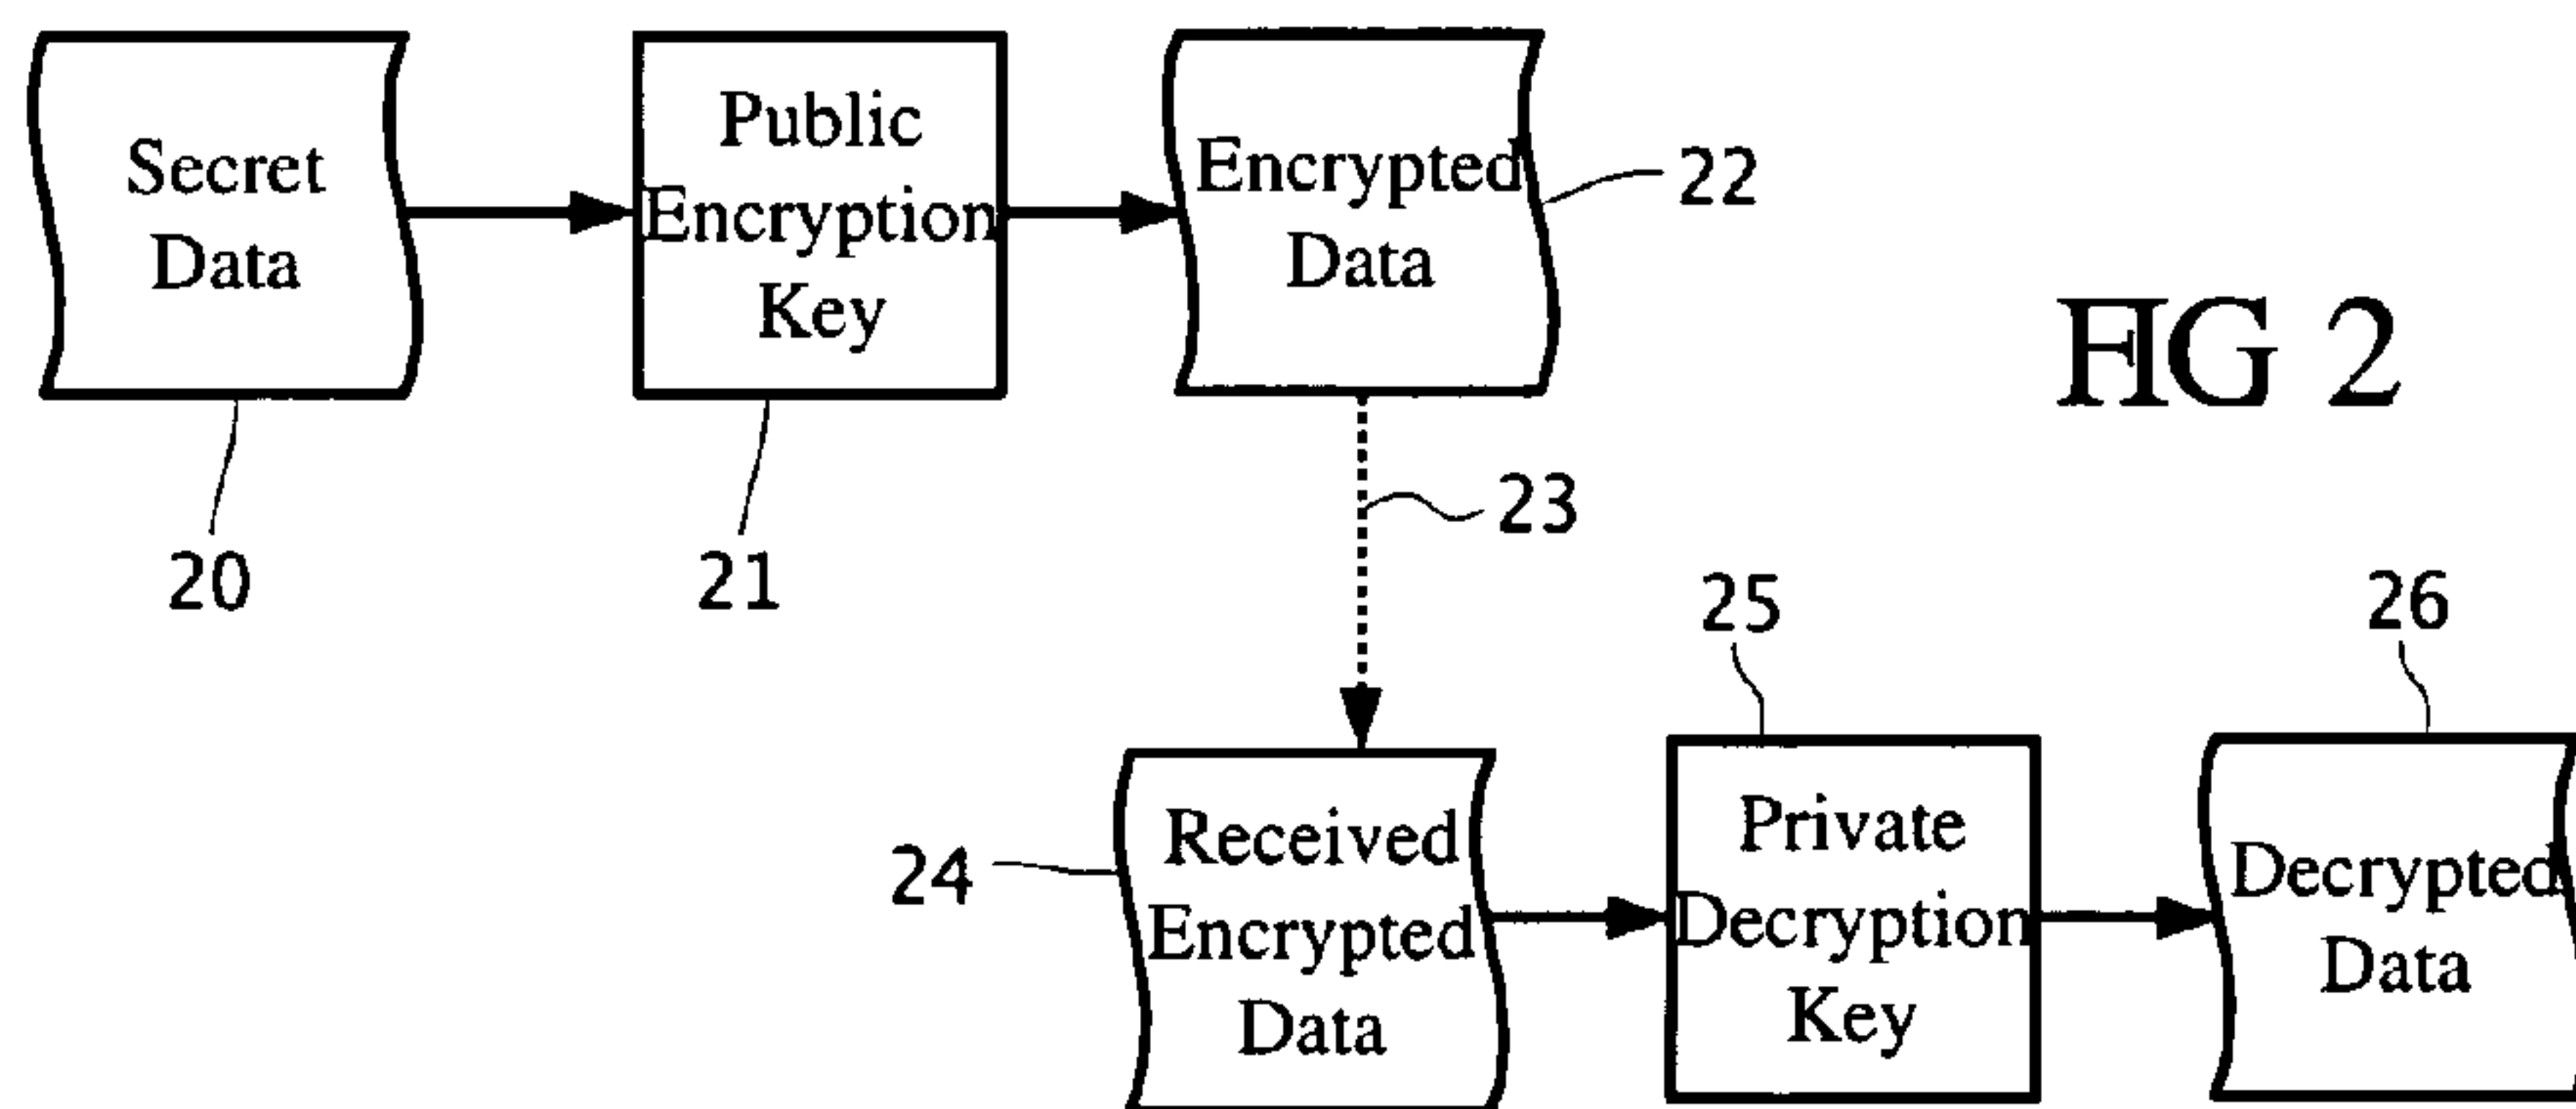 Secret
Data
Public
Encryption
Key
Encrypted
Data
22
FIG 2
23
20
21
25
26
24
Received
Encrypted
Data
Private
Decryption
Key
Decrypted
Data